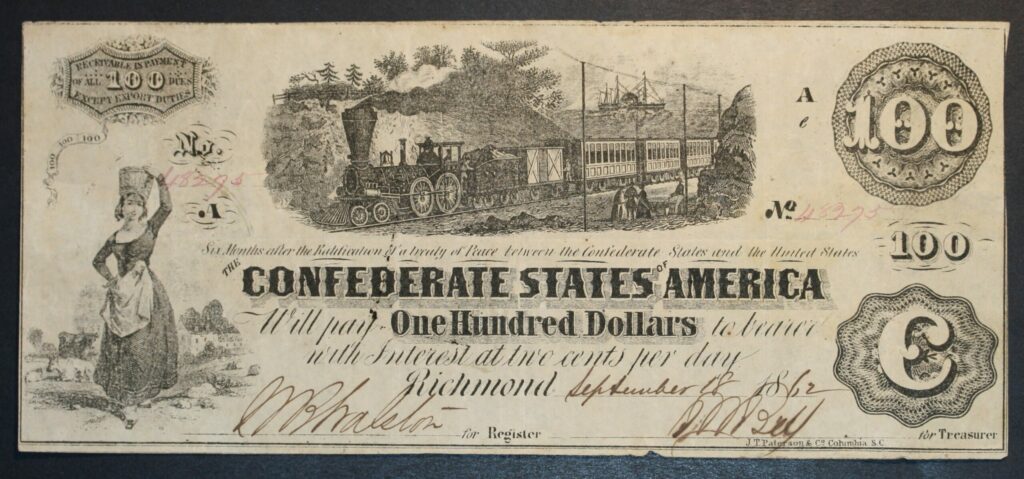 RECEIVABLE IN PAYMENT
OF ALL 100 DUES
EXCEPT EXPORT DUTIES
100 100 100
No.
48295
A
A
e
100
No 48295
100
Six Months after the Ratification of a treaty of Peace between the Confederate States and the United States
THE CONFEDERATE STATES OF AMERICA
Will pay One Hundred Dollars to bearer
with Interest at two cents per day
Richmond September 18 1862
C
for Register
for Treasurer
J.T. Paterson & Co Columbia S.C.